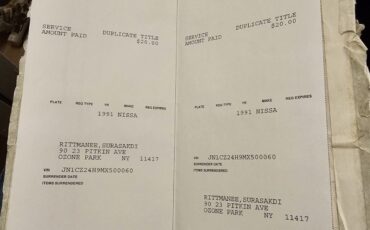 SERVICE DUPLICATE TITLE
AMOUNT PAID $20.00
PLATE REG TYPE YR MAKE REG EXPIRES
1991 NISSA
RITTMANEE, SURASAKDI
90 23 PITKIN AVE
OZONE PARK NY 11417
VIN JN1CZ24H9MX500060
SURRENDER DATE
ITEMS SURRENDERED
SERVICE DUPLICATE TITLE
AMOUNT PAID $20.00
PLATE REG TYPE YR MAKE REG EXPIRES
1991 NISSA
VIN JN1CZ24H9MX500060
SURRENDER DATE
ITEMS SURRENDERED
RITTMANEE, SURASAKDI
90 23 PITKIN AVE
OZONE PARK NY 11417